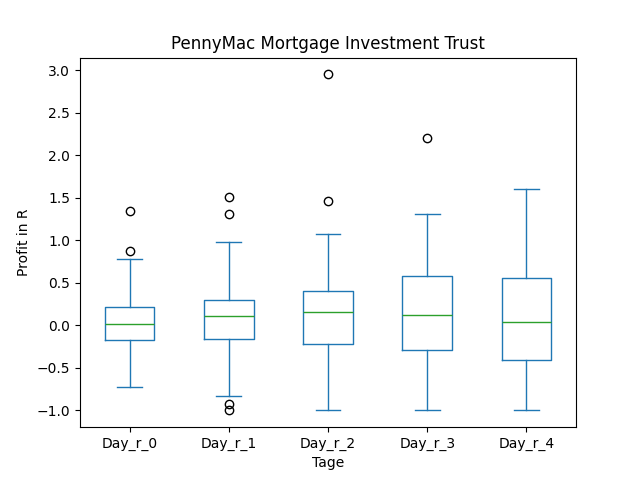 PennyMac Mortgage Investment Trust
Profit in R
3.0
2.5
2.0
1.5
1.0
0.5
0.0
−0.5
−1.0
Day_r_0 Day_r_1 Day_r_2 Day_r_3 Day_r_4
Tage